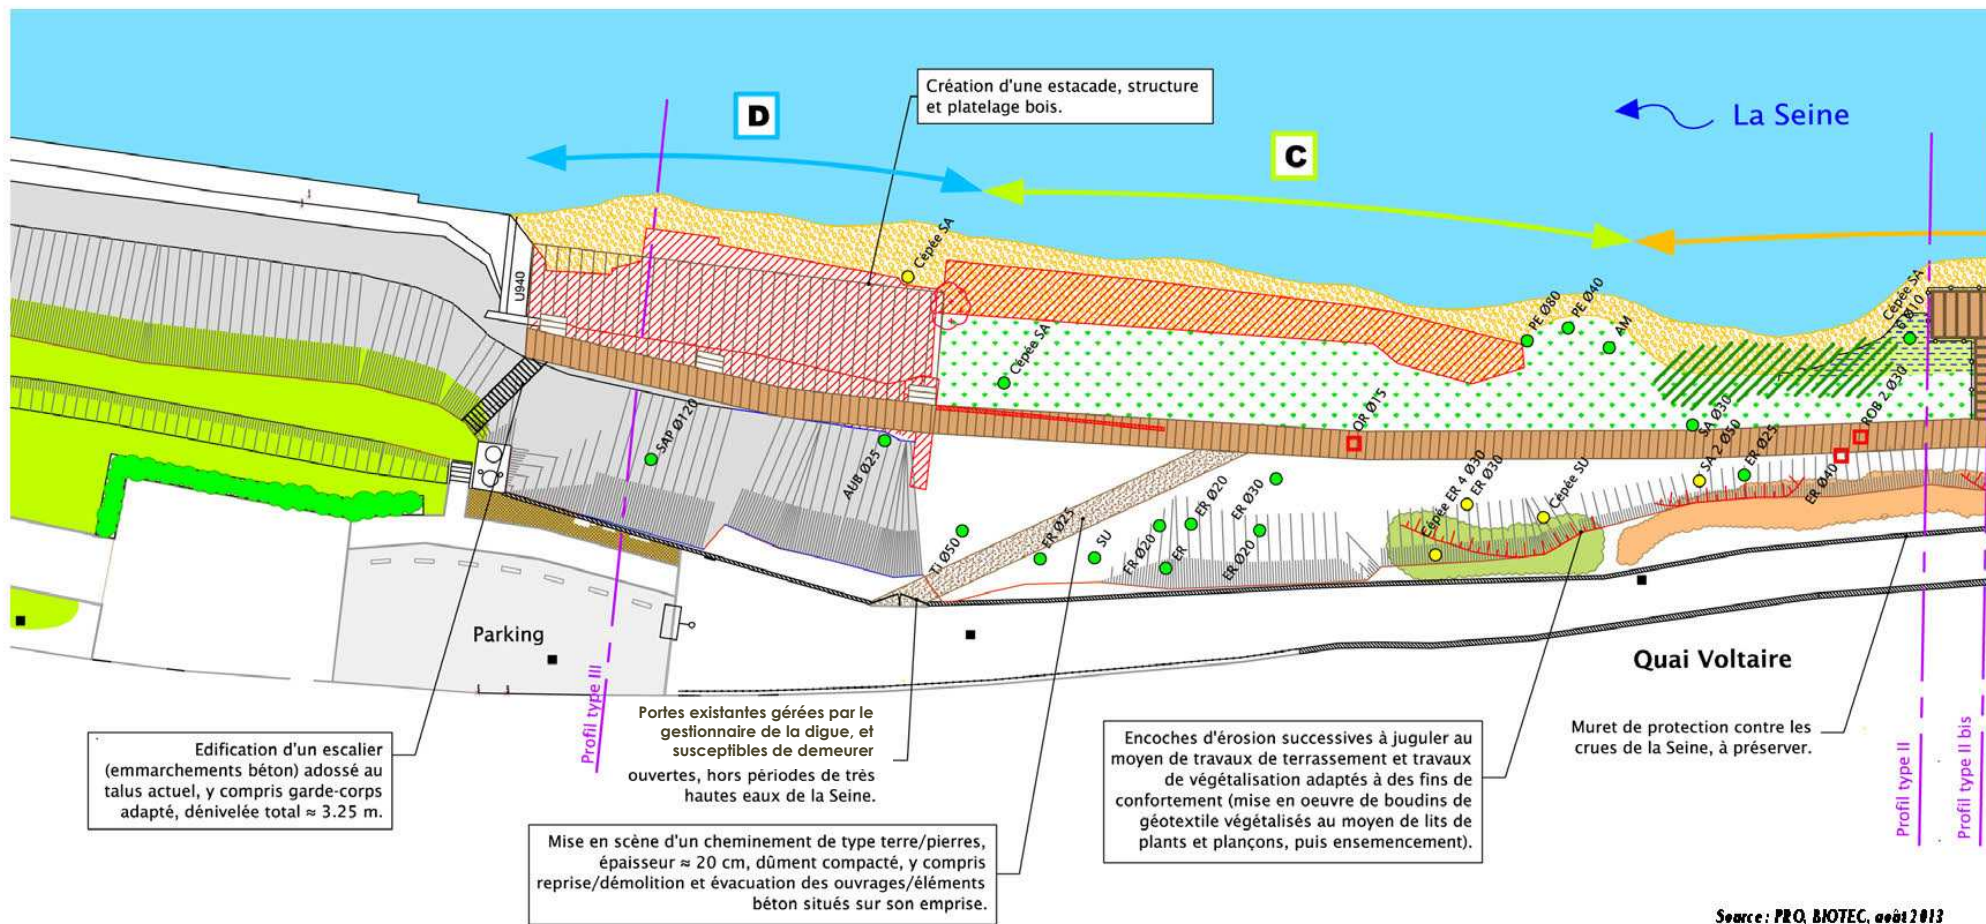 Création d'une estacade, structure
et platelage bois.
D
C
La Seine
U940
Cépée SA
Cépée SA
PE Ø80
PE Ø40
AM
Cépée SA
SAP Ø120
AUB Ø25
OR Ø15
SA Ø30
SA 2 Ø50
ER Ø25
ROB 2 Ø30
ER Ø40
Ti Ø50
ER Ø25
SU
ER Ø20
ER
ER Ø20
ER Ø30
ER Ø20
Cépée ER 4 Ø30
ER Ø30
Cépée SU
Parking
Quai Voltaire
Profil type III
Profil type II
Profil type II bis
Edification d'un escalier
(emmarchements béton) adossé au
talus actuel, y compris garde-corps
adapté, dénivelée total ≈ 3.25 m.
Portes existantes gérées par le
gestionnaire de la digue, et
susceptibles de demeurer
ouvertes, hors périodes de très
hautes eaux de la Seine.
Mise en scène d'un cheminement de type terre/pierres,
épaisseur ≈ 20 cm, dûment compacté, y compris
reprise/démolition et évacuation des ouvrages/éléments
béton situés sur son emprise.
Encoches d'érosion successives à juguler au
moyen de travaux de terrassement et travaux
de végétalisation adaptés à des fins de
confortement (mise en oeuvre de boudins de
géotextile végétalisés au moyen de lits de
plants et plançons, puis ensemencement).
Muret de protection contre les
crues de la Seine, à préserver.
Source : PRO, BIOTEC, août 2013